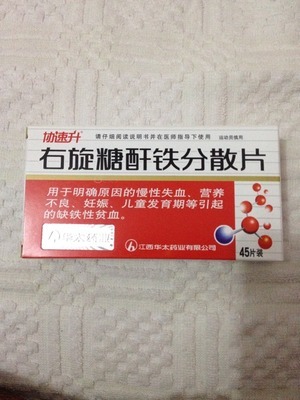 协速升
请仔细阅读说明书并在医师指导下使用
右旋糖酐铁分散片
用于明确原因的慢性失血、营养
不良、妊娠、儿童发育期等引起
的缺铁性贫血。
江西华太药业有限公司
45片装